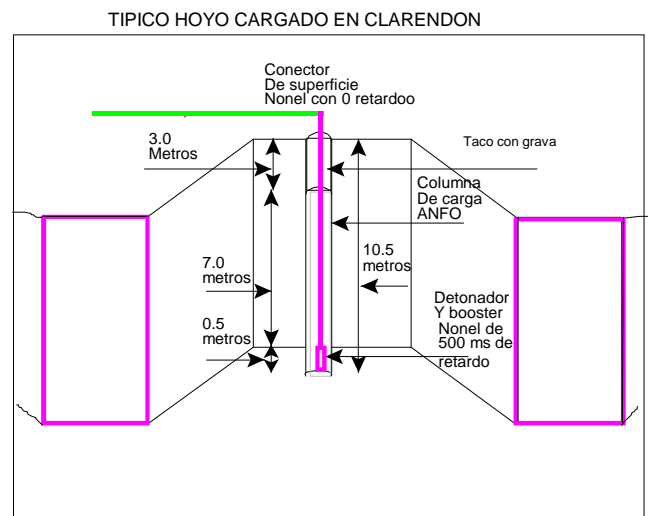 TIPICO HOYO CARGADO EN CLARENDON
Conector
De superficie
Nonel con 0 retardoo
3.0
Metros
Taco con grava
Columna
De carga
ANFO
7.0
metros
10.5
metros
0.5
metros
Detonador
Y booster
Nonel de
500 ms de
retardo